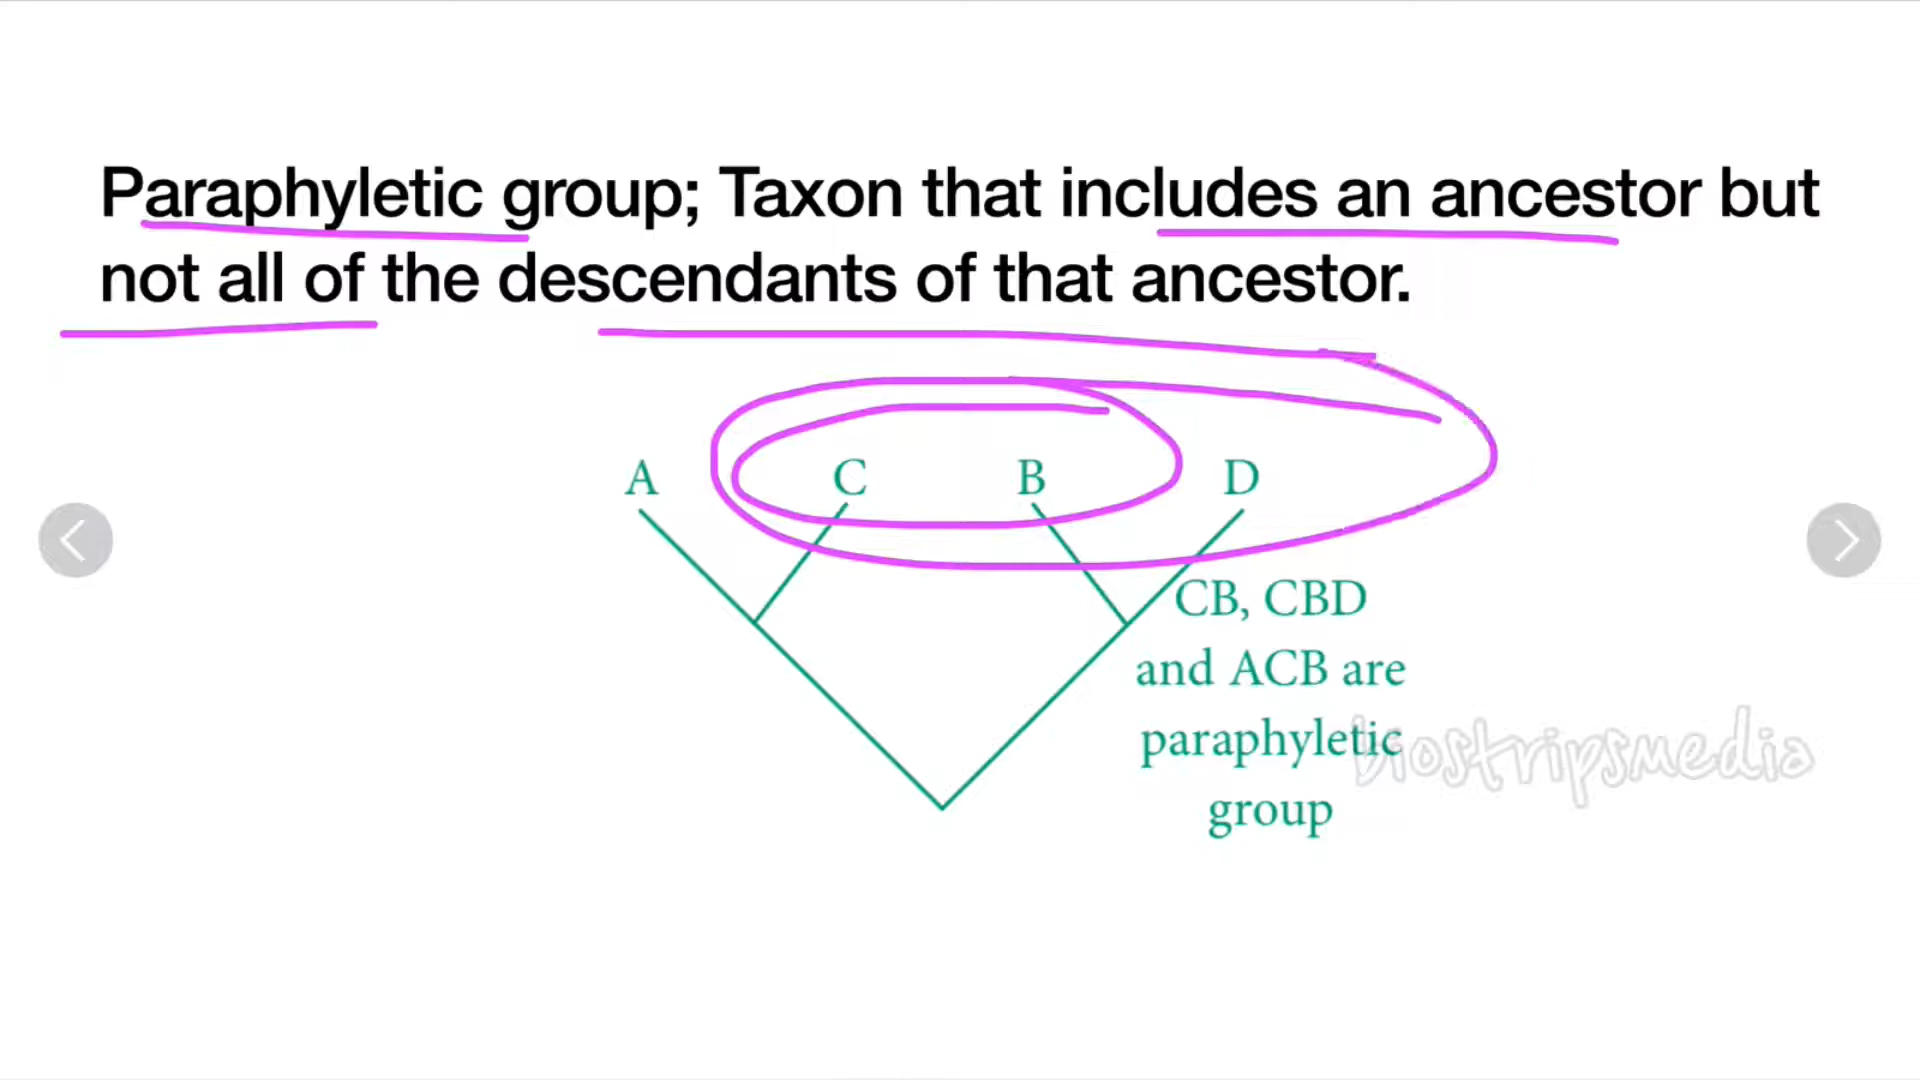 Paraphyletic group; Taxon that includes an ancestor but
not all of the descendants of that ancestor.
A C B D
CB, CBD
and ACB are
paraphyletic
group
biostripsmedia